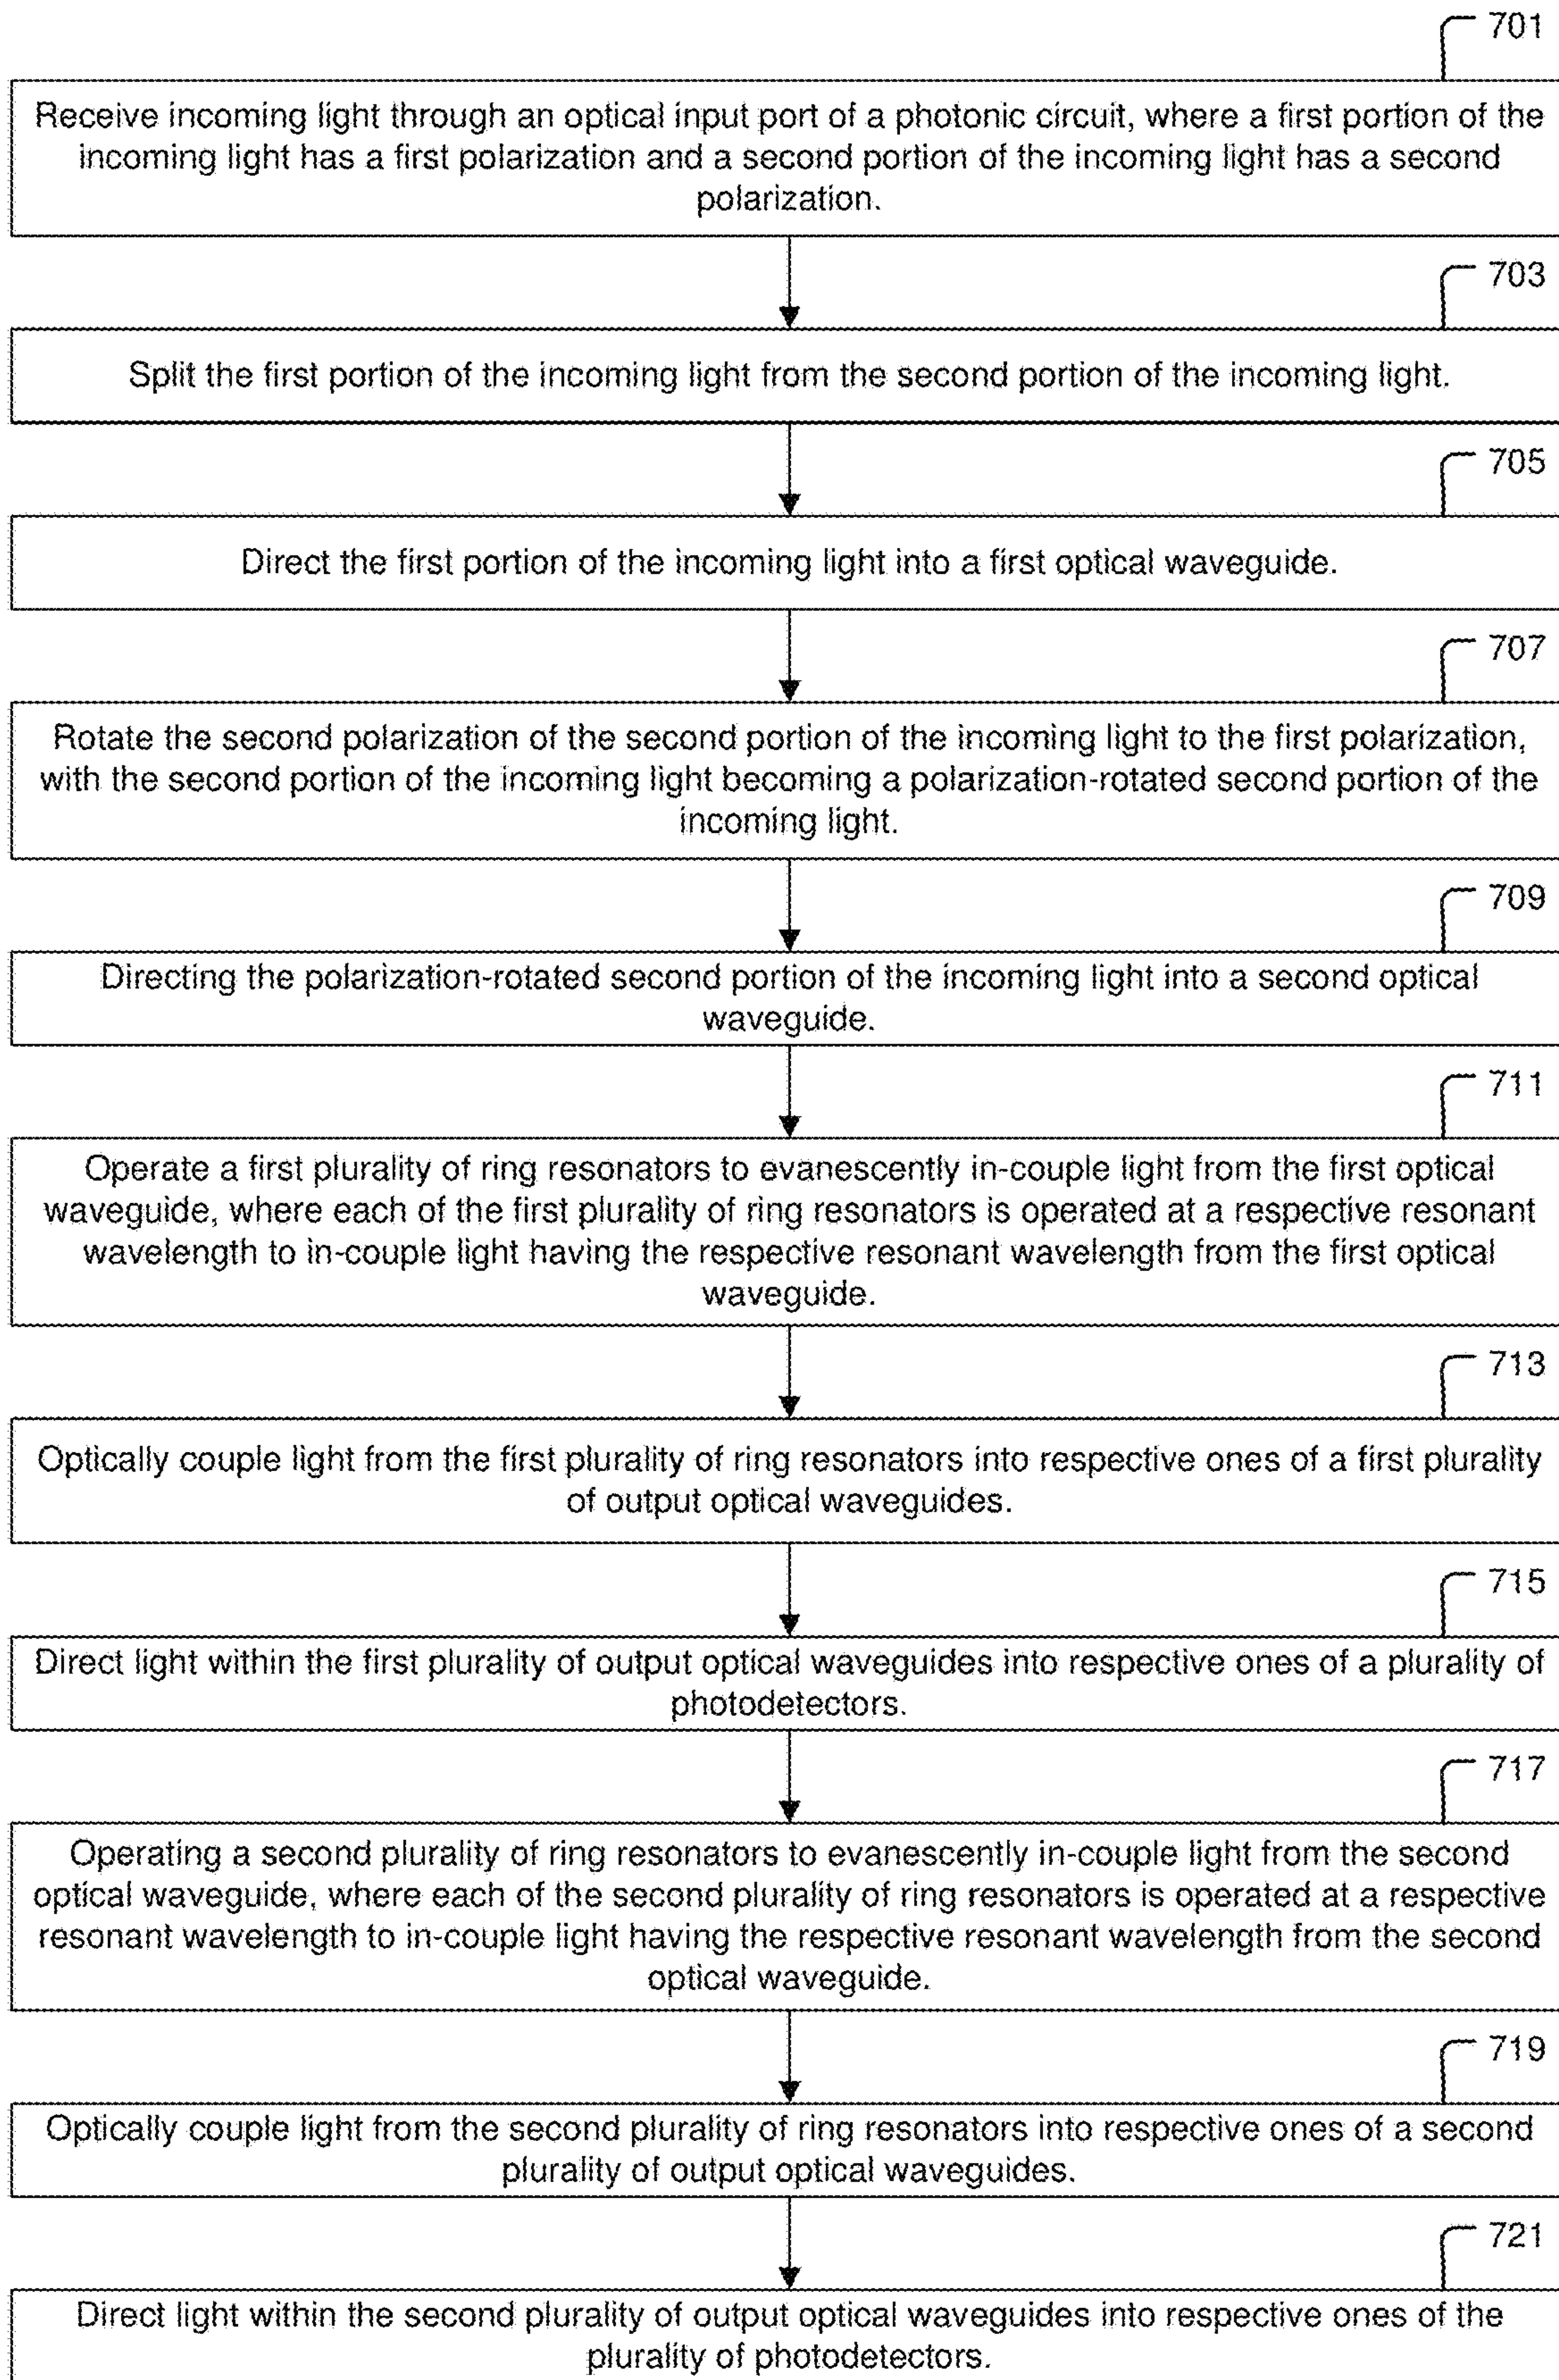 701
Receive incoming light through an optical input port of a photonic circuit, where a first portion of the
incoming light has a first polarization and a second portion of the incoming light has a second
polarization.
703
Split the first portion of the incoming light from the second portion of the incoming light.
705
Direct the first portion of the incoming light into a first optical waveguide.
707
Rotate the second polarization of the second portion of the incoming light to the first polarization,
with the second portion of the incoming light becoming a polarization-rotated second portion of the
incoming light.
709
Directing the polarization-rotated second portion of the incoming light into a second optical
waveguide.
711
Operate a first plurality of ring resonators to evanescently in-couple light from the first optical
waveguide, where each of the first plurality of ring resonators is operated at a respective resonant
wavelength to in-couple light having the respective resonant wavelength from the first optical
waveguide.
713
Optically couple light from the first plurality of ring resonators into respective ones of a first plurality
of output optical waveguides.
715
Direct light within the first plurality of output optical waveguides into respective ones of a plurality of
photodetectors.
717
Operating a second plurality of ring resonators to evanescently in-couple light from the second
optical waveguide, where each of the second plurality of ring resonators is operated at a respective
resonant wavelength to in-couple light having the respective resonant wavelength from the second
optical waveguide.
719
Optically couple light from the second plurality of ring resonators into respective ones of a second
plurality of output optical waveguides.
721
Direct light within the second plurality of output optical waveguides into respective ones of the
plurality of photodetectors.